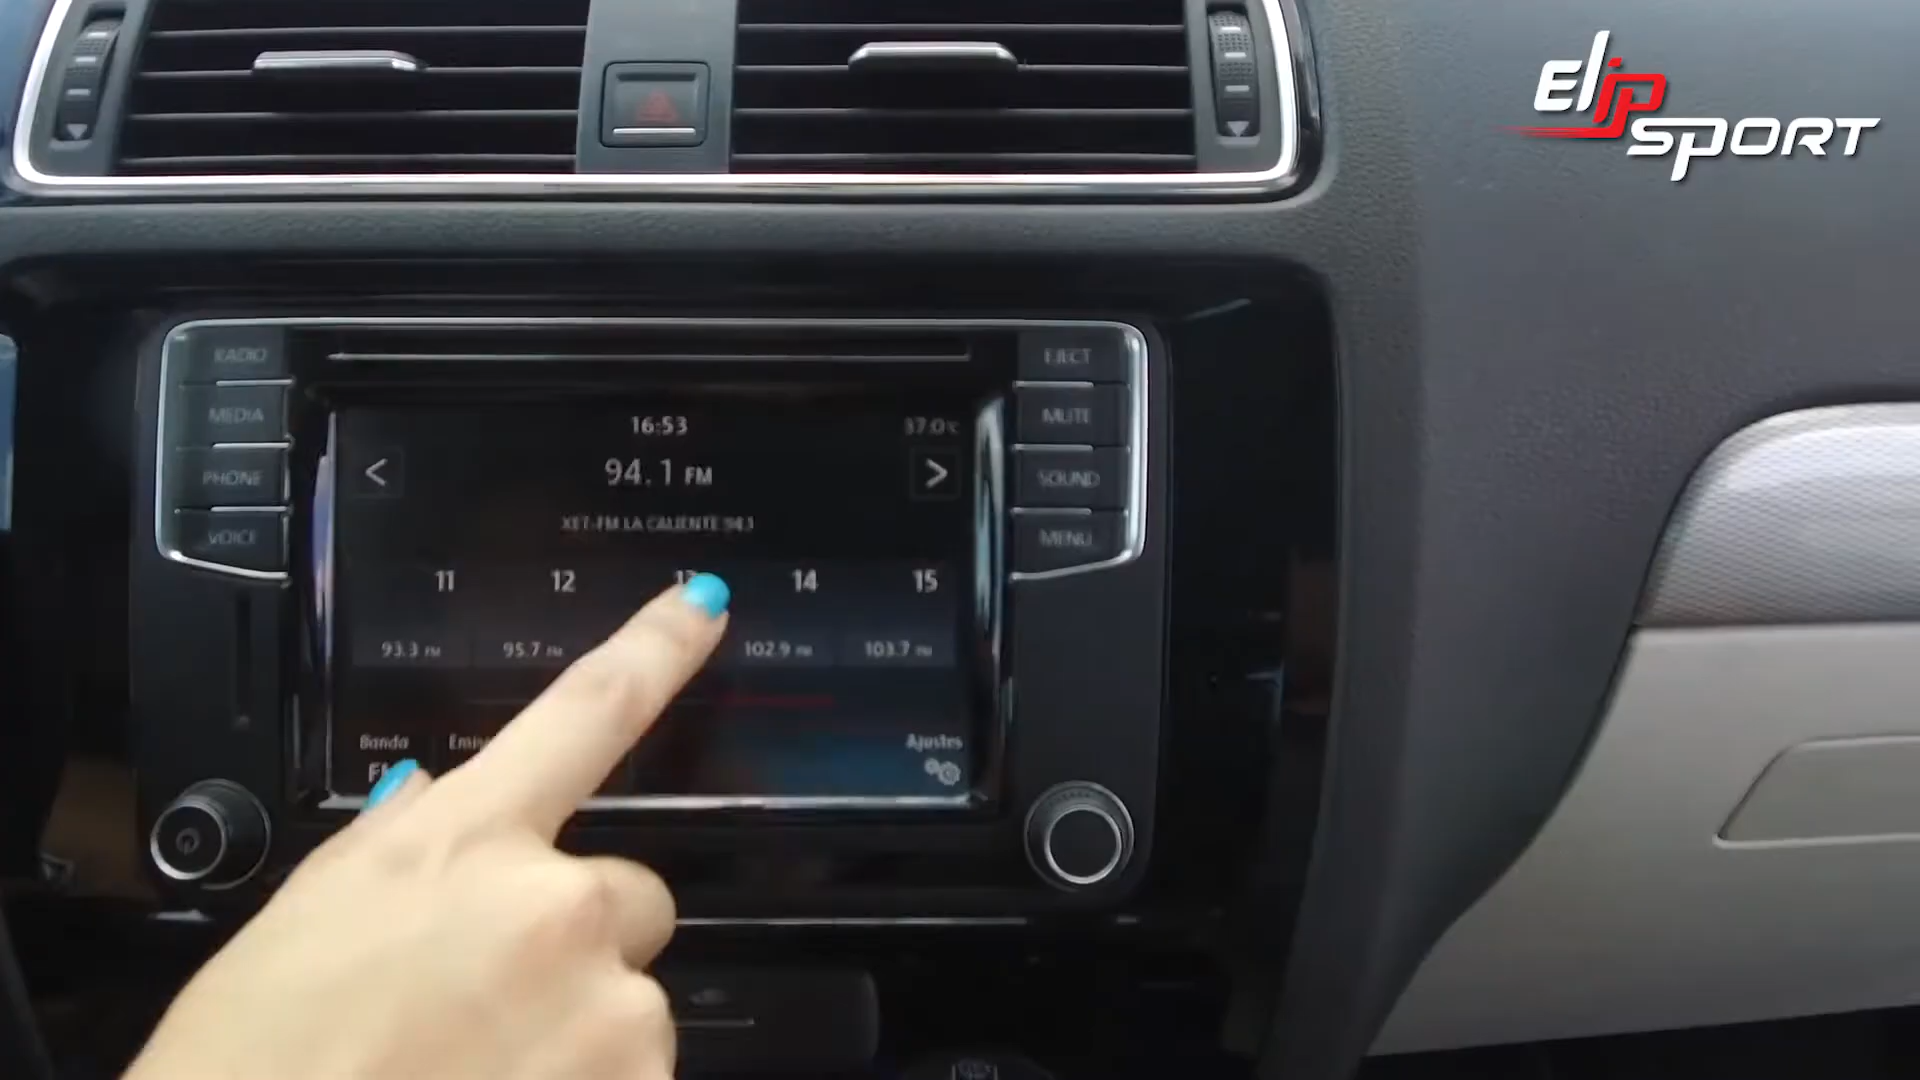 Elip
SPORT
RADIO
EJECT
MEDIA
MUTE
PHONE
SOUND
VOICE
MENU
16:53
37.0°C
< 94.1 FM >
XET-FM LA CALIENTE 94.1
11 12 14 15
93.3 FM 95.7 FM 102.9 FM 103.7 FM
Banda
Ajustes